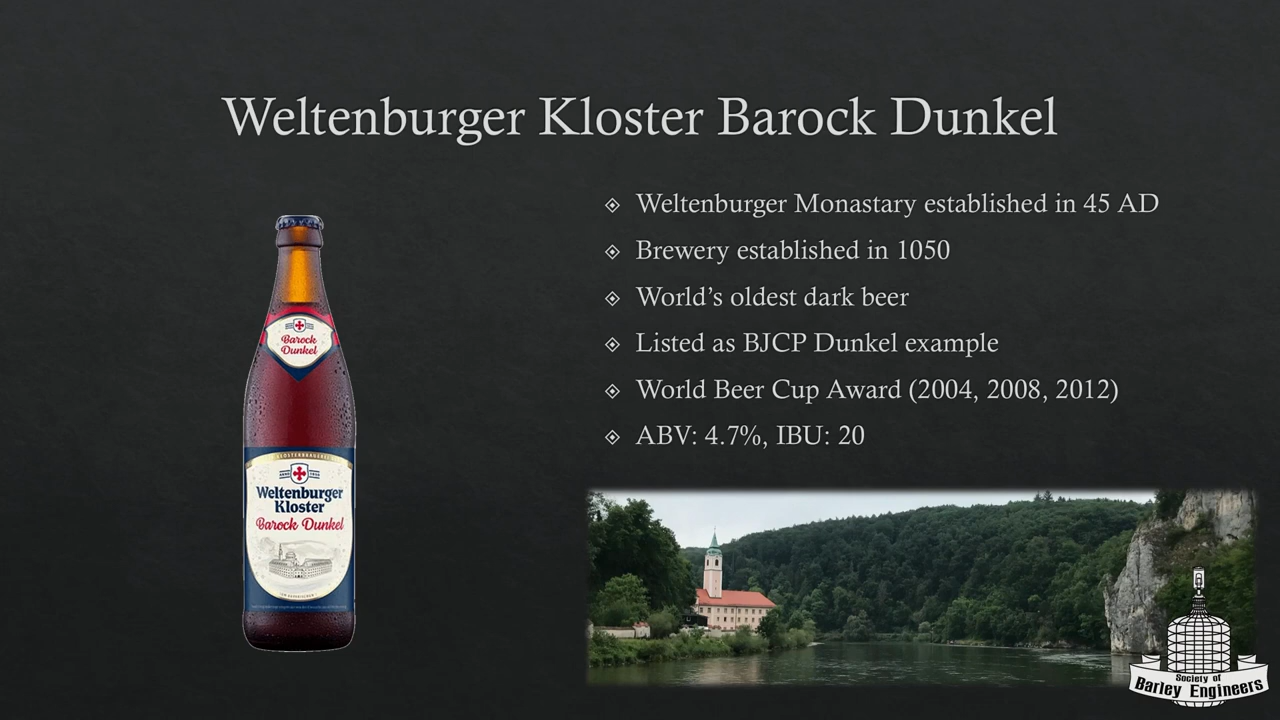 Weltenburger Kloster Barock Dunkel
Weltenburger Monastary established in 45 AD
Brewery established in 1050
World's oldest dark beer
Listed as BJCP Dunkel example
World Beer Cup Award (2004, 2008, 2012)
ABV: 4.7%, IBU: 20
Barock
Dunkel
Weltenburger
Kloster
Barock Dunkel
Society of
Barley Engineers